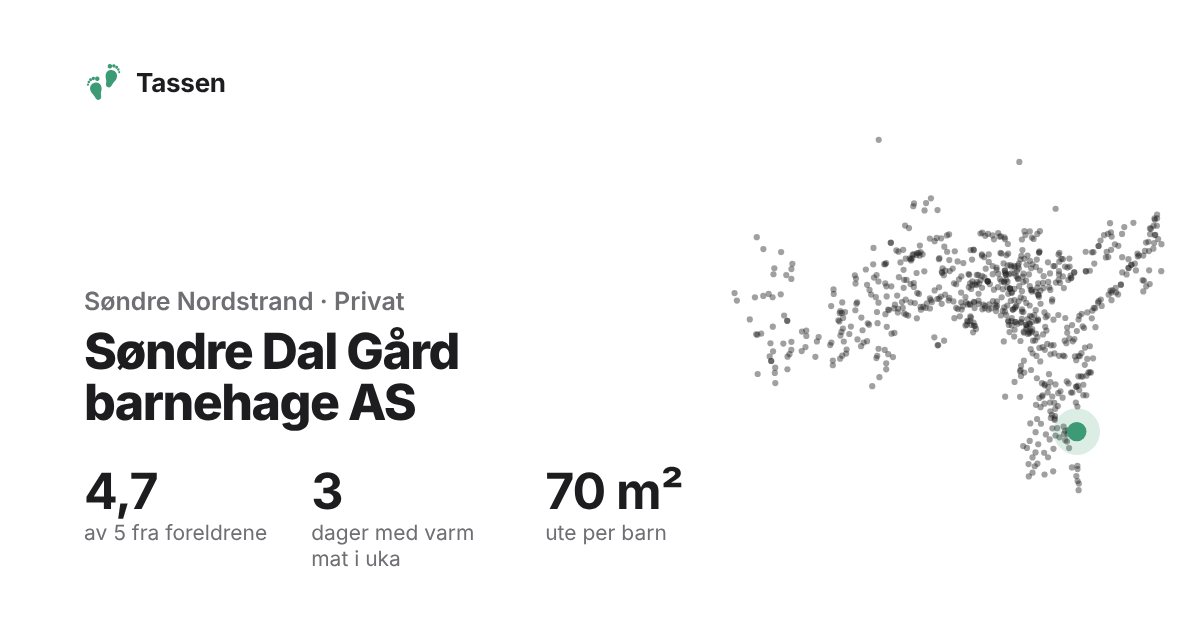 Tassen
Søndre Nordstrand · Privat
Søndre Dal Gård
barnehage AS
4,7
av 5 fra foreldrene
3
dager med varm
mat i uka
70 m²
ute per barn